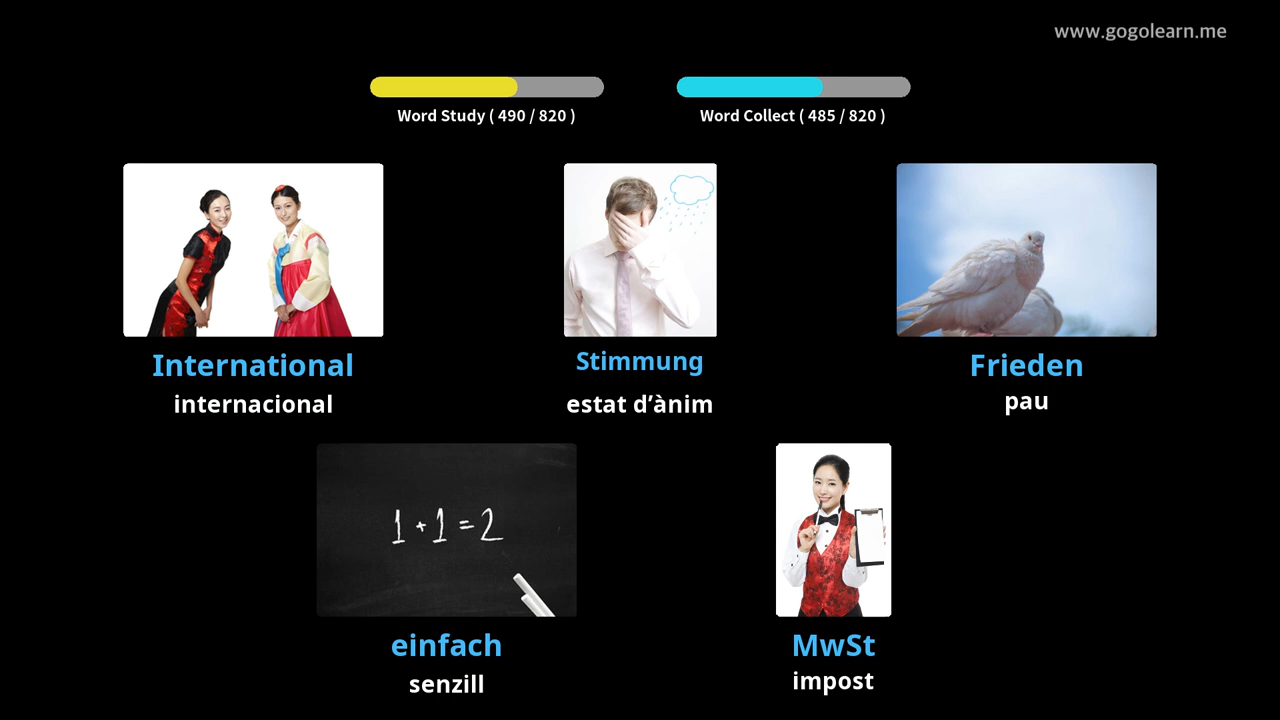 www.gogolearn.me
Word Study ( 490 / 820 )
Word Collect ( 485 / 820 )
International
internacional
Stimmung
estat d’ànim
Frieden
pau
1 + 1 = 2
einfach
senzill
MwSt
impost